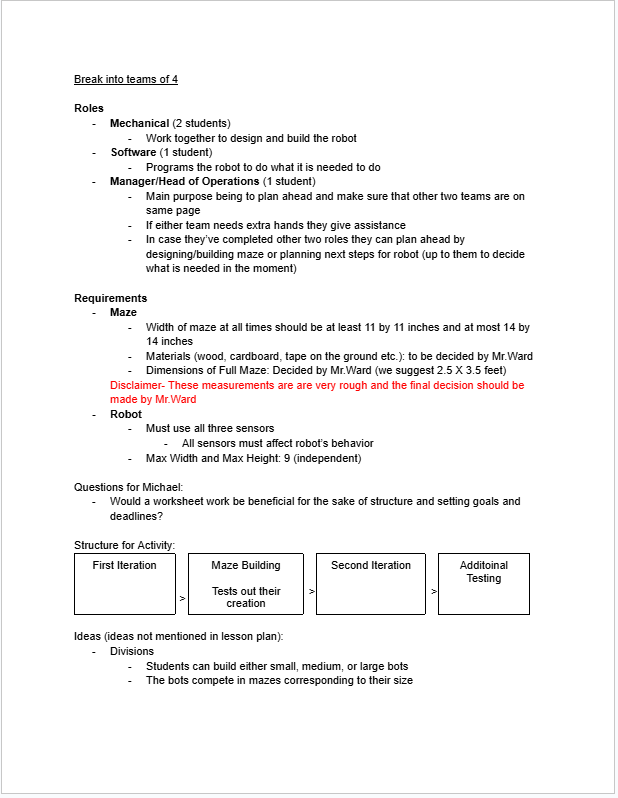 Break into teams of 4
Roles
- Mechanical (2 students)
- Work together to design and build the robot
- Software (1 student)
- Programs the robot to do what it is needed to do
- Manager/Head of Operations (1 student)
- Main purpose being to plan ahead and make sure that other two teams are on
same page
- If either team needs extra hands they give assistance
- In case they've completed other two roles they can plan ahead by
designing/building maze or planning next steps for robot (up to them to decide
what is needed in the moment)
Requirements
- Maze
- Width of maze at all times should be at least 11 by 11 inches and at most 14 by
14 inches
- Materials (wood, cardboard, tape on the ground etc.): to be decided by Mr.Ward
- Dimensions of Full Maze: Decided by Mr.Ward (we suggest 2.5 X 3.5 feet)
Disclaimer- These measurements are are very rough and the final decision should be
made by Mr.Ward
- Robot
- Must use all three sensors
- All sensors must affect robot's behavior
- Max Width and Max Height: 9 (independent)
Questions for Michael:
- Would a worksheet work be beneficial for the sake of structure and setting goals and
deadlines?
Structure for Activity:
First Iteration
>
Maze Building
Tests out their
creation
>
Second Iteration
>
Additoinal
Testing
Ideas (ideas not mentioned in lesson plan):
- Divisions
- Students can build either small, medium, or large bots
- The bots compete in mazes corresponding to their size